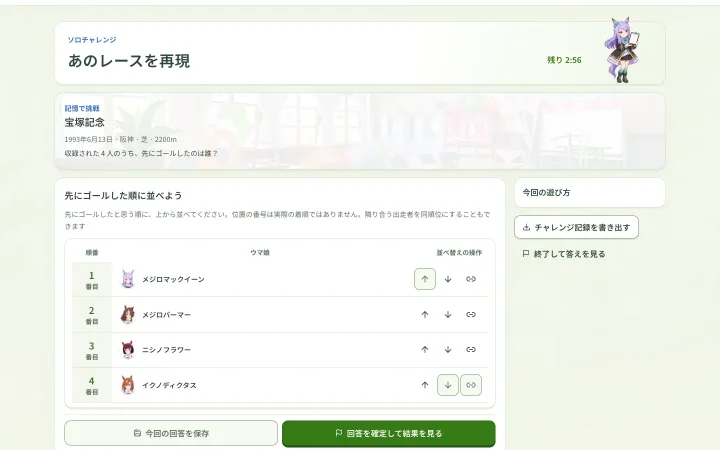 ソロチャレンジ
あのレースを再現
残り 2:56
記憶で挑戦
宝塚記念
1993年6月13日・阪神・芝・2200m
収録された 4 人のうち、先にゴールしたのは誰？
先にゴールした順に並べよう
先にゴールしたと思う順に、上から並べてください。位置の番号は実際の着順ではありません。隣り合う出走者を同順位にすることもで
きます
順番 ウマ娘 並べ替えの操作
1
番目
メジロマックイーン
2
番目
メジロパーマー
3
番目
ニシノフラワー
4
番目
イクノディクタス
今回の回答を保存
回答を確定して結果を見る
今回の遊び方
チャレンジ記録を書き出す
終了して答えを見る